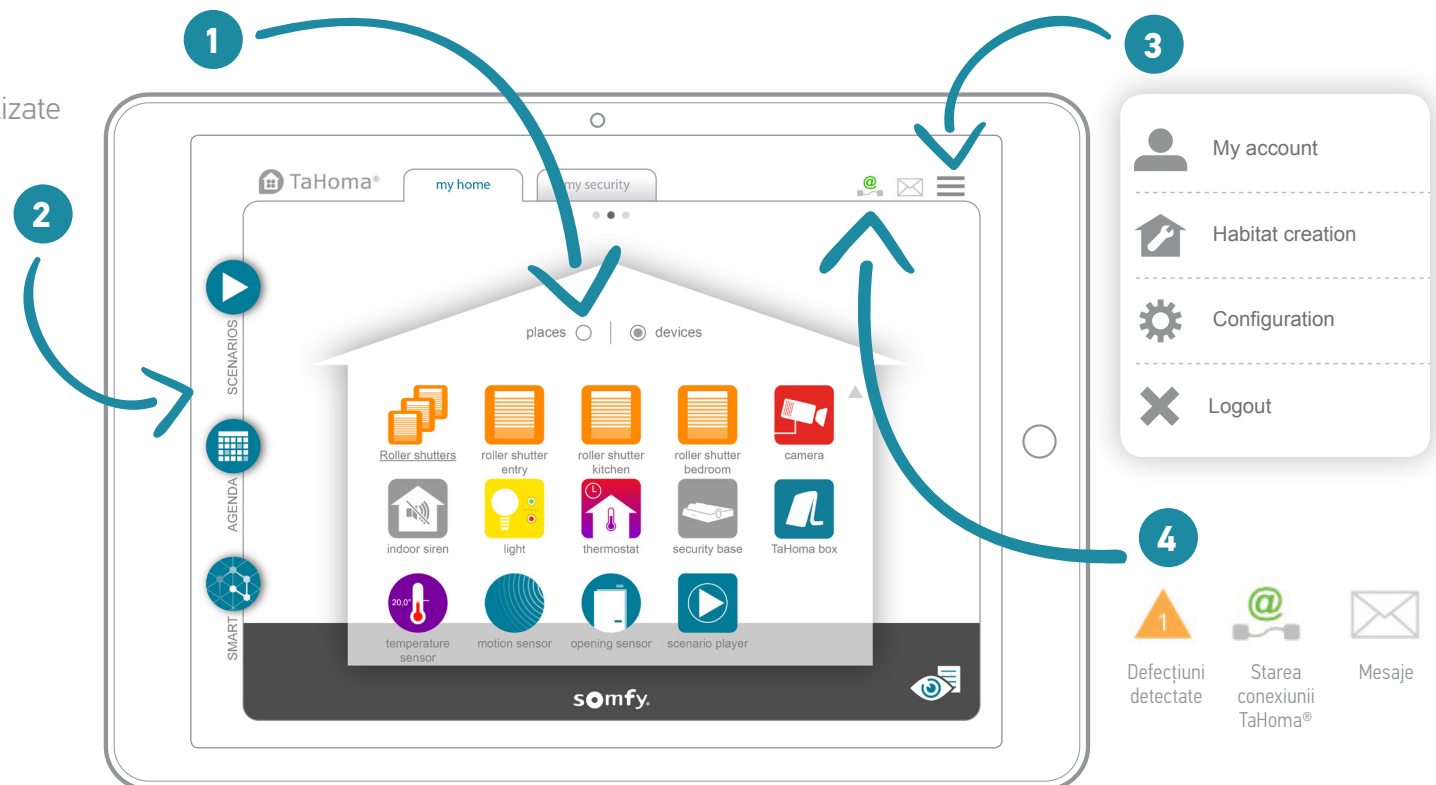 1
3
izate
My account
TaHoma®
my home
my security
@
2
Habitat creation
SCENARIOS
places
devices
Configuration
Roller shutters
roller shutter
entry
roller shutter
kitchen
roller shutter
bedroom
camera
Logout
AGENDA
indoor siren
light
thermostat
security base
TaHoma box
4
SMART
20,0°
temperature
sensor
motion sensor
opening sensor
scenario player
1
@
Defecțiuni
detectate
Starea
conexiunii
TaHoma®
Mesaje
somfy.